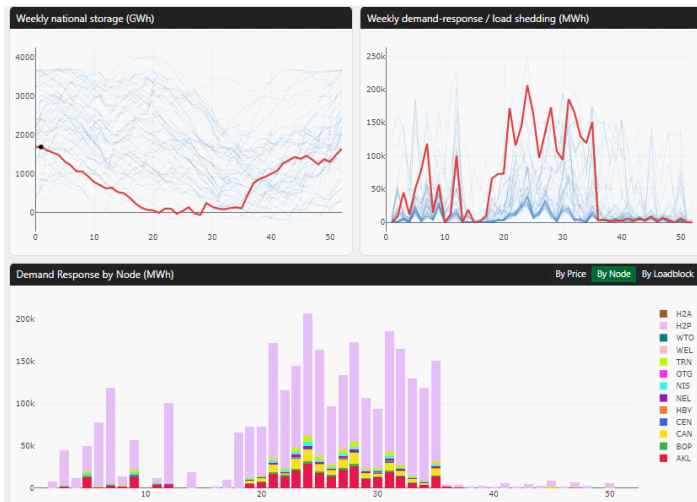 Weekly national storage (GWh)
4000
3000
2000
1000
0
0
10
20
30
40
50
Weekly demand-response / load shedding (MWh)
250k
200k
150k
100k
50k
0
0
10
20
30
40
50
Demand Response by Node (MWh)
By Price
By Node
By Loadblock
200k
150k
100k
50k
0
10
20
30
40
50
H2A
H2P
WTO
WEL
TRN
OTG
NIS
NEL
HBY
CEN
CAN
BOP
AKL